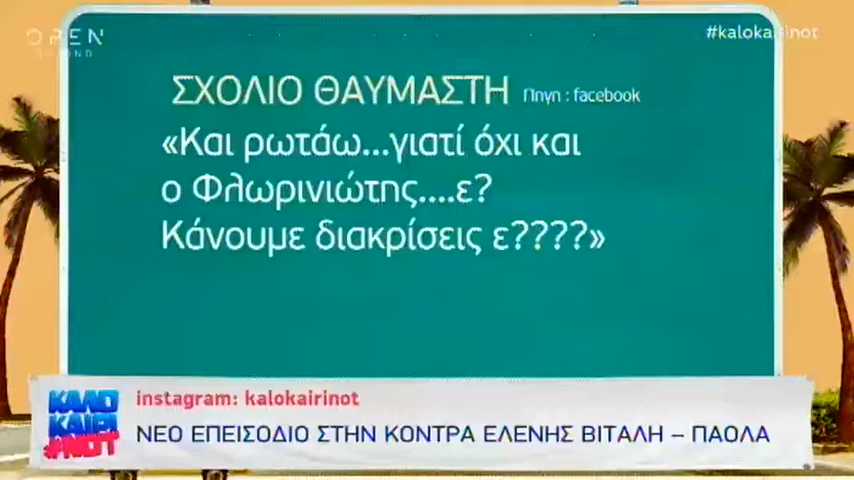 OPEN
BEYOND
#kalokairinot
ΣΧΟΛΙΟ ΘΑΥΜΑΣΤΗ Πηγη : facebook
«Και ρωτάω...γιατί όχι και
ο Φλωρινιώτης....ε?
Κάνουμε διακρίσεις ε????»
ΚΑΛΟ
ΚΑΙΡΙ
#NOT
instagram: kalokairinot
ΝΕΟ ΕΠΕΙΣΟΔΙΟ ΣΤΗΝ ΚΟΝΤΡΑ ΕΛΕΝΗΣ ΒΙΤΑΛΗ – ΠΑΟΛΑ